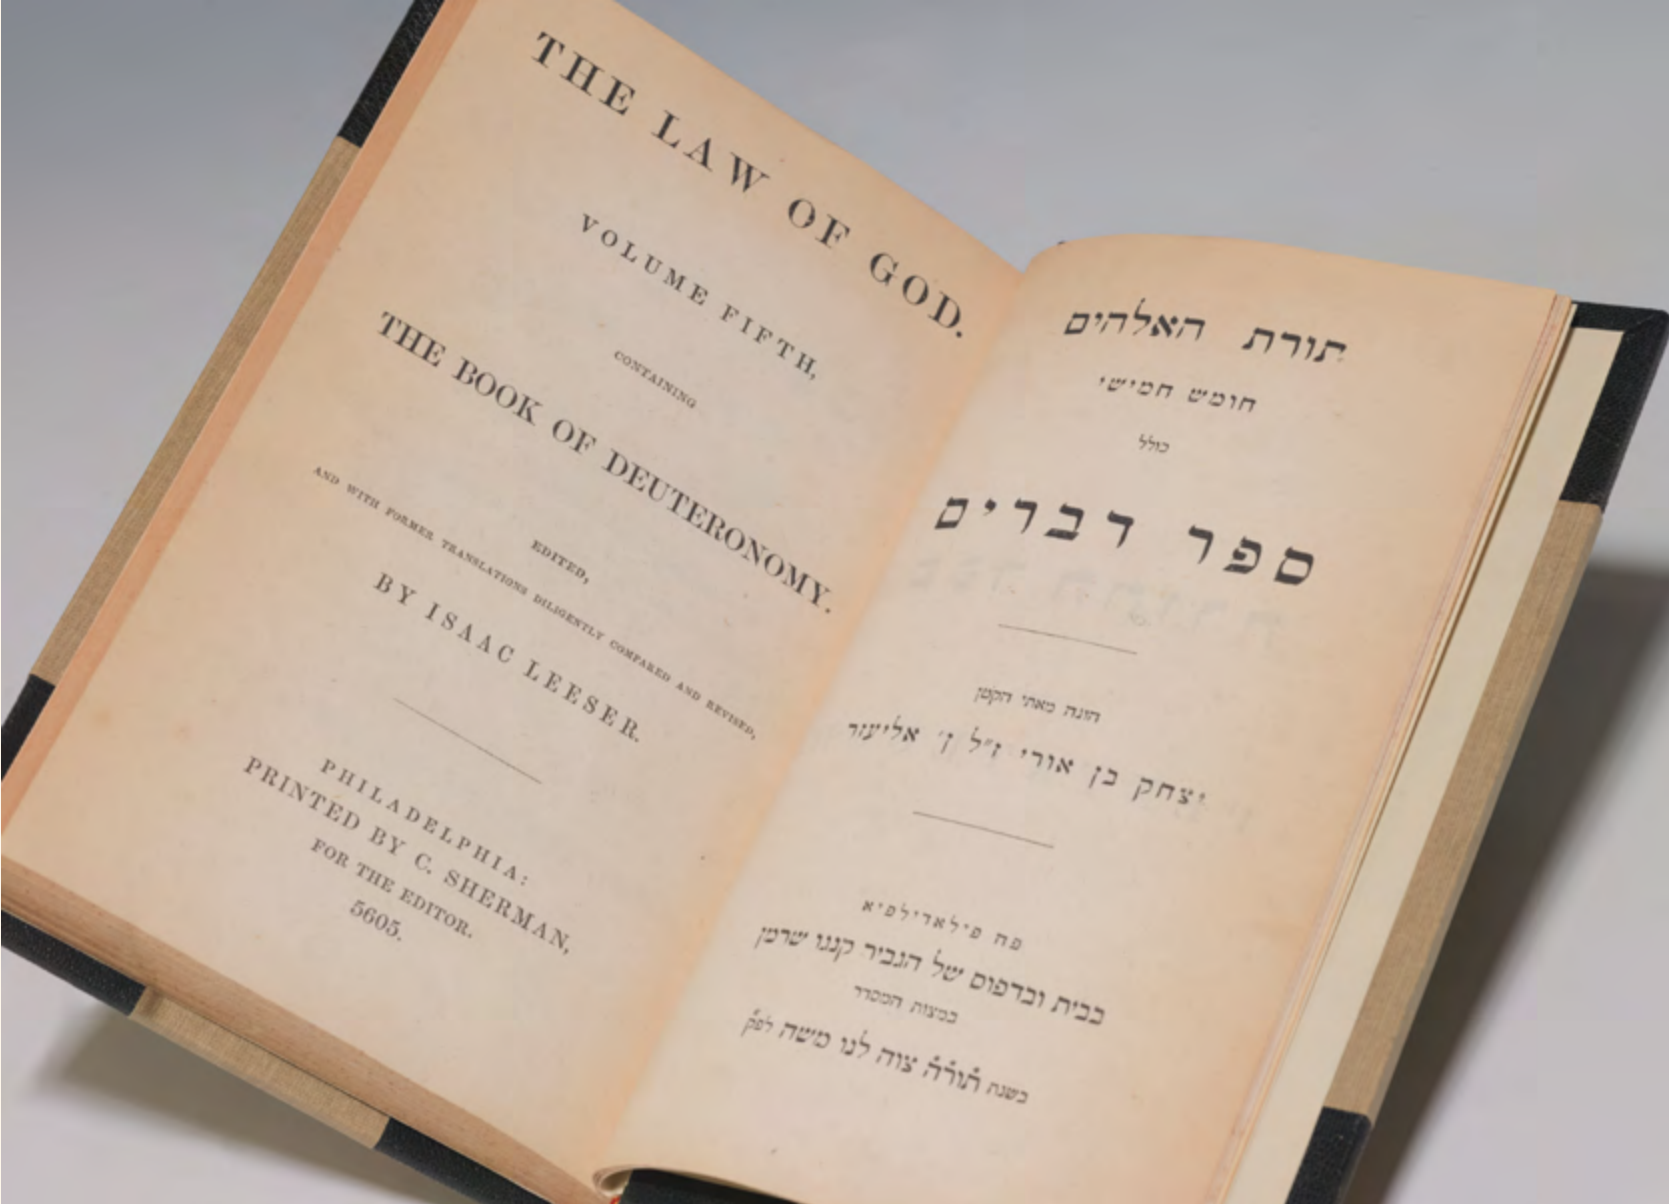 THE LAW OF GOD.
VOLUME FIFTH,
CONTAINING
THE BOOK OF DEUTERONOMY.
EDITED,
AND WITH FORMER TRANSLATIONS DILIGENTLY COMPARED AND REVISED,
BY ISAAC LEESER.
PHILADELPHIA:
PRINTED BY C. SHERMAN,
FOR THE EDITOR.
5605.
תורת האלהים
חומש חמישי
כולל
ספר דברים
הוגה מאתי הקטן
יצחק בן אורי ז״ל ן׳ אליעזר
פה פילאדילפיא
בבית ובדפוס של הגביר קננו שרמן
במצות המסדר
בשנת תורה צוה לנו משה לפק